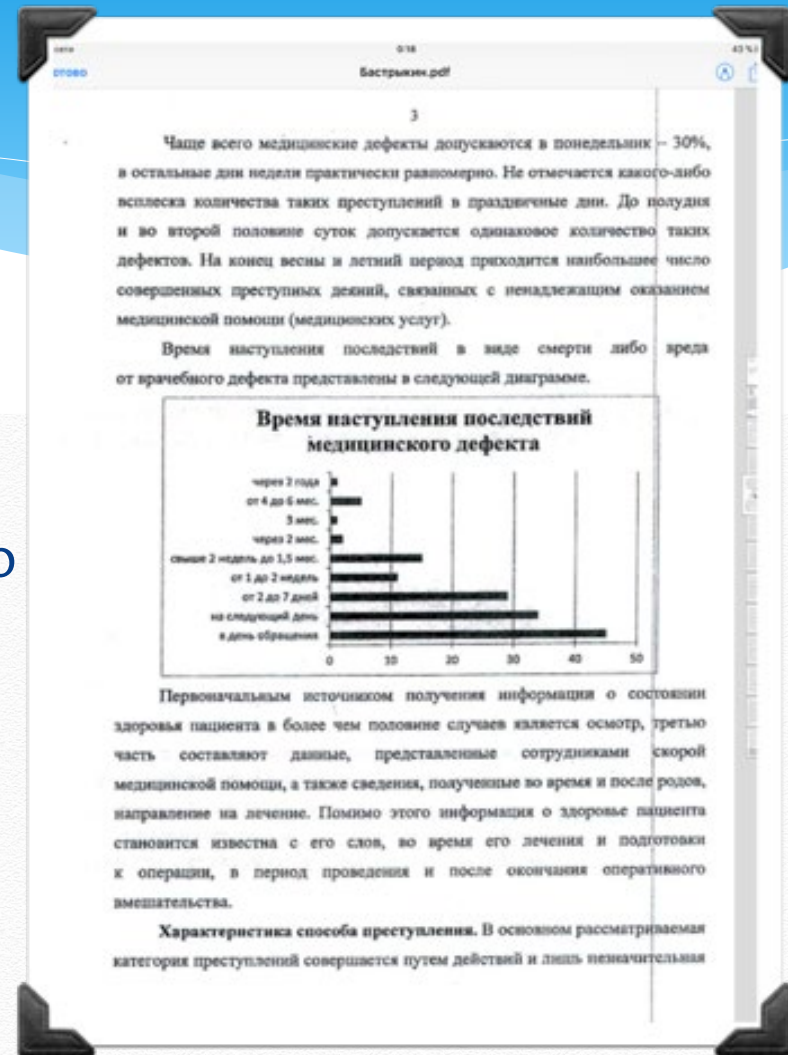 сети 0:18 43 %
отово Бастрыкин.pdf
3
Чаще всего медицинские дефекты допускаются в понедельник – 30%,
в остальные дни недели практически равномерно. Не отмечается какого-либо
всплеска количества таких преступлений в праздничные дни. До полудня
и во второй половине суток допускается одинаковое количество таких
дефектов. На конец весны и летний период приходится наибольшее число
совершенных преступных деяний, связанных с ненадлежащим оказанием
медицинской помощи (медицинских услуг).
Время наступления последствий в виде смерти либо вреда
от врачебного дефекта представлены в следующей диаграмме.
Время наступления последствий
медицинского дефекта
через 2 года
от 4 до 6 мес.
3 мес.
через 2 мес.
свыше 2 недель до 1,5 мес.
от 1 до 2 недель
от 2 до 7 дней
на следующий день
в день обращения
0 10 20 30 40 50
Первоначальным источником получения информации о состоянии
здоровья пациента в более чем половине случаев является осмотр, третью
часть составляют данные, представленные сотрудниками скорой
медицинской помощи, а также сведения, полученные во время и после родов,
направление на лечение. Помимо этого информация о здоровье пациента
становится известна с его слов, во время его лечения и подготовки
к операции, в период проведения и после окончания оперативного
вмешательства.
Характеристика способа преступления. В основном рассматриваемая
категория преступлений совершается путем действий и лишь незначительная
ю